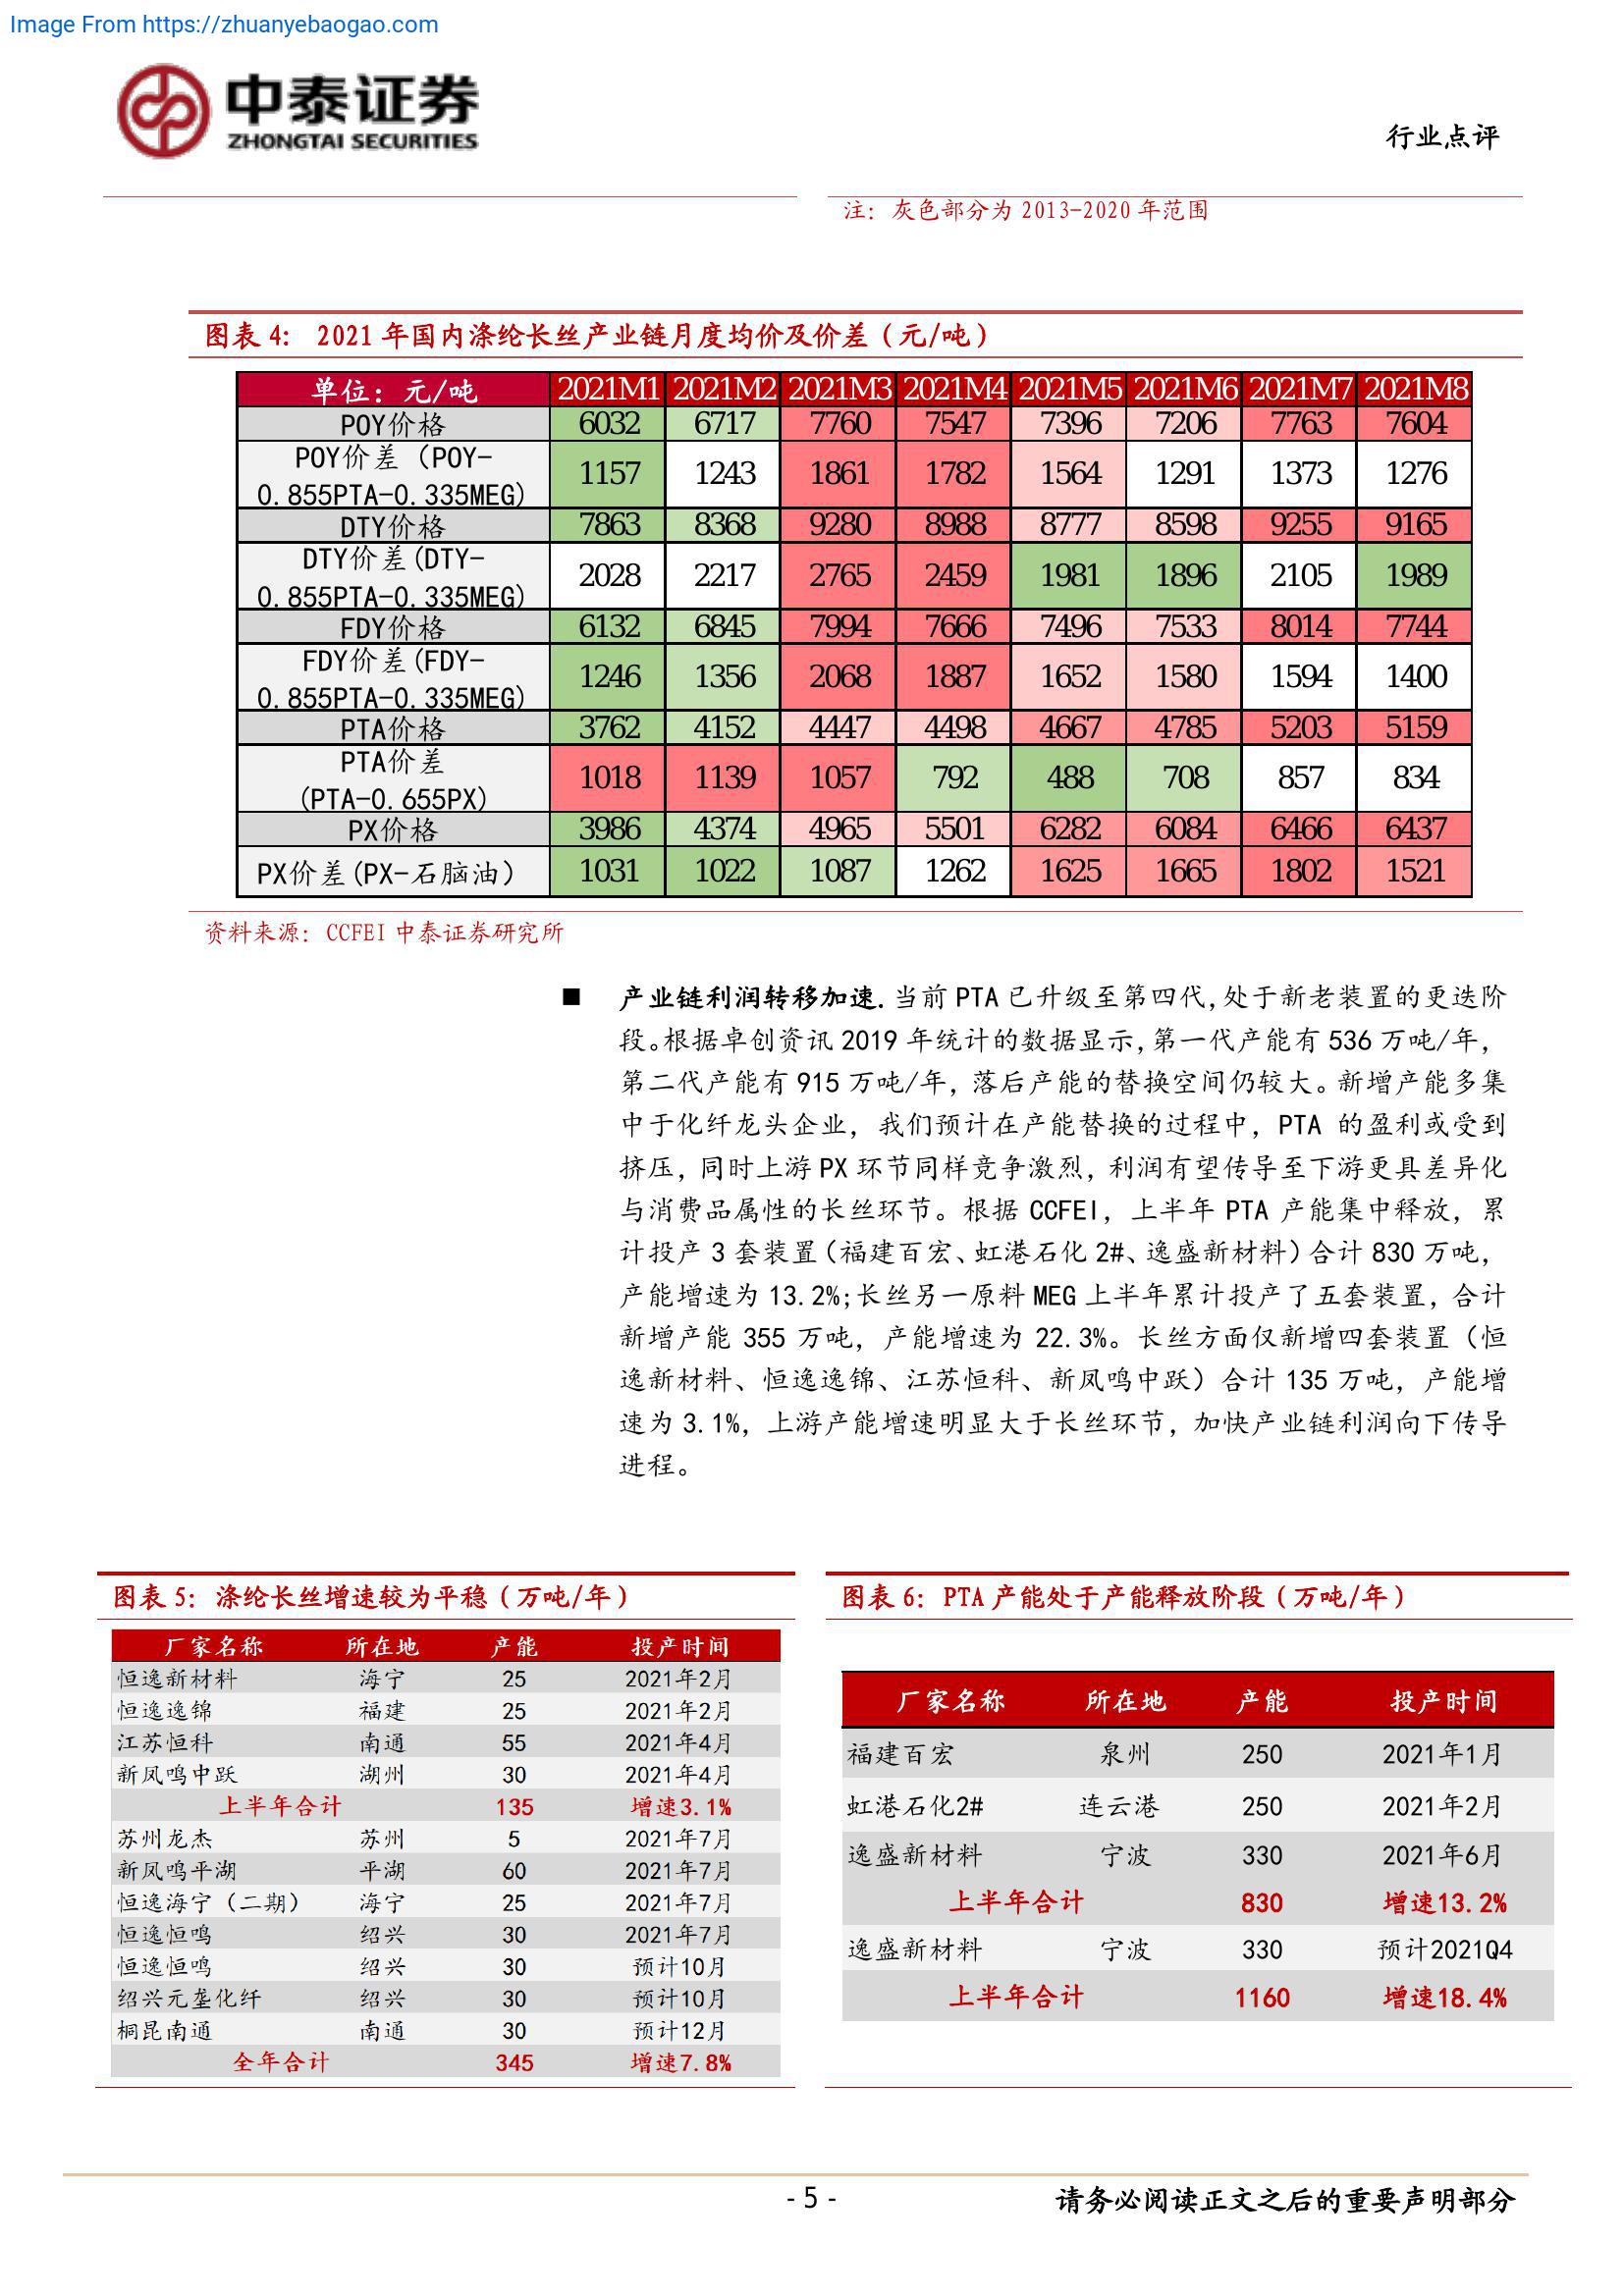 Image From https://zhuanyebaogao.com
中泰证券
ZHONGTAI SECURITIES
行业点评
注：灰色部分为 2013-2020 年范围
图表 4： 2021 年国内涤纶长丝产业链月度均价及价差（元/吨）
单位：元/吨 2021M1 2021M2 2021M3 2021M4 2021M5 2021M6 2021M7 2021M8
POY价格 6032 6717 7760 7547 7396 7206 7763 7604
POY价差（POY-
0.855PTA-0.335MEG) 1157 1243 1861 1782 1564 1291 1373 1276
DTY价格 7863 8368 9280 8988 8777 8598 9255 9165
DTY价差(DTY-
0.855PTA-0.335MEG) 2028 2217 2765 2459 1981 1896 2105 1989
FDY价格 6132 6845 7994 7666 7496 7533 8014 7744
FDY价差(FDY-
0.855PTA-0.335MEG) 1246 1356 2068 1887 1652 1580 1594 1400
PTA价格 3762 4152 4447 4498 4667 4785 5203 5159
PTA价差
(PTA-0.655PX) 1018 1139 1057 792 488 708 857 834
PX价格 3986 4374 4965 5501 6282 6084 6466 6437
PX价差(PX-石脑油） 1031 1022 1087 1262 1625 1665 1802 1521
资料来源：CCFEI 中泰证券研究所
■ 产业链利润转移加速.当前 PTA 已升级至第四代,处于新老装置的更迭阶
段。根据卓创资讯 2019 年统计的数据显示,第一代产能有 536 万吨/年，
第二代产能有 915 万吨/年，落后产能的替换空间仍较大。新增产能多集
中于化纤龙头企业，我们预计在产能替换的过程中，PTA 的盈利或受到
挤压，同时上游 PX 环节同样竞争激烈，利润有望传导至下游更具差异化
与消费品属性的长丝环节。根据 CCFEI，上半年 PTA 产能集中释放，累
计投产 3 套装置（福建百宏、虹港石化 2#、逸盛新材料）合计 830 万吨，
产能增速为 13.2%;长丝另一原料 MEG 上半年累计投产了五套装置，合计
新增产能 355 万吨，产能增速为 22.3%。长丝方面仅新增四套装置（恒
逸新材料、恒逸逸锦、江苏恒科、新凤鸣中跃）合计 135 万吨，产能增
速为 3.1%，上游产能增速明显大于长丝环节，加快产业链利润向下传导
进程。
图表 5：涤纶长丝增速较为平稳（万吨/年）
厂家名称 所在地 产能 投产时间
恒逸新材料 海宁 25 2021年2月
恒逸逸锦 福建 25 2021年2月
江苏恒科 南通 55 2021年4月
新凤鸣中跃 湖州 30 2021年4月
上半年合计 135 增速3.1%
苏州龙杰 苏州 5 2021年7月
新凤鸣平湖 平湖 60 2021年7月
恒逸海宁（二期） 海宁 25 2021年7月
恒逸恒鸣 绍兴 30 2021年7月
恒逸恒鸣 绍兴 30 预计10月
绍兴元垄化纤 绍兴 30 预计10月
桐昆南通 南通 30 预计12月
全年合计 345 增速7.8%
图表 6：PTA 产能处于产能释放阶段（万吨/年）
厂家名称 所在地 产能 投产时间
福建百宏 泉州 250 2021年1月
虹港石化2# 连云港 250 2021年2月
逸盛新材料 宁波 330 2021年6月
上半年合计 830 增速13.2%
逸盛新材料 宁波 330 预计2021Q4
上半年合计 1160 增速18.4%
- 5 -
请务必阅读正文之后的重要声明部分